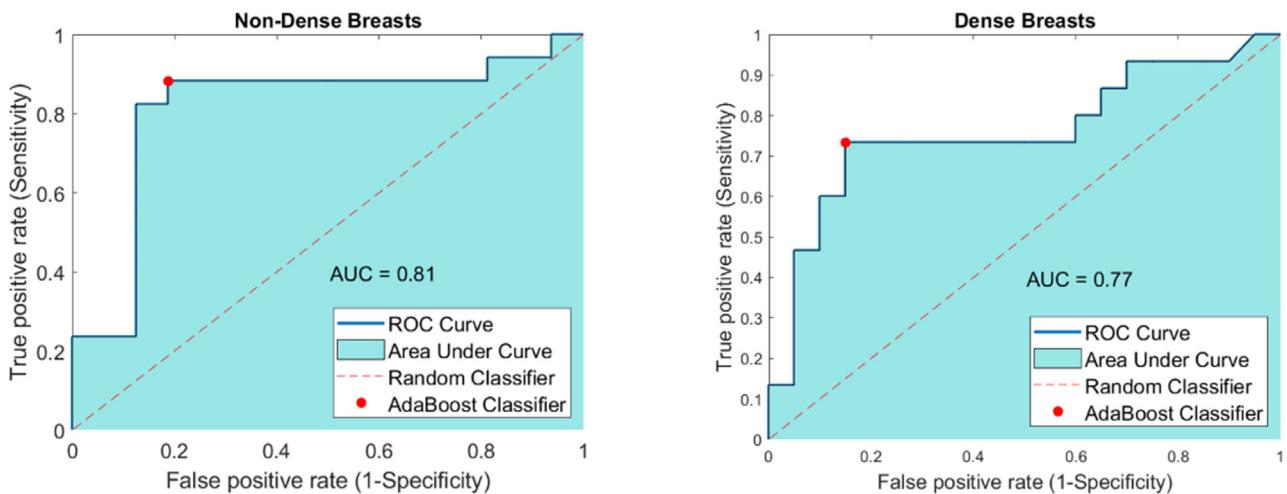 Non-Dense Breasts
1
0.8
0.6
0.4
0.2
0
True positive rate (Sensitivity)
AUC = 0.81
ROC Curve
Area Under Curve
Random Classifier
AdaBoost Classifier
0 0.2 0.4 0.6 0.8 1
False positive rate (1-Specificity)
Dense Breasts
1
0.9
0.8
0.7
0.6
0.5
0.4
0.3
0.2
0.1
0
True positive rate (Sensitivity)
AUC = 0.77
ROC Curve
Area Under Curve
Random Classifier
AdaBoost Classifier
0 0.2 0.4 0.6 0.8 1
False positive rate (1-Specificity)